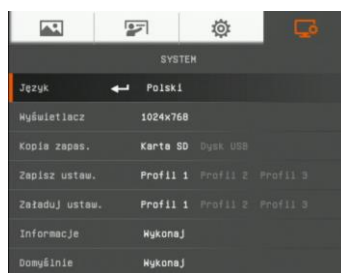 SYSTEM
Język Polski
Wyświetlacz 1024x768
Kopia zapas. Karta SD Dysk USB
Zapisz ustaw. Profil 1 Profil 2 Profil 3
Załaduj ustaw. Profil 1 Profil 2 Profil 3
Informacje Wykonaj
Domyślnie Wykonaj